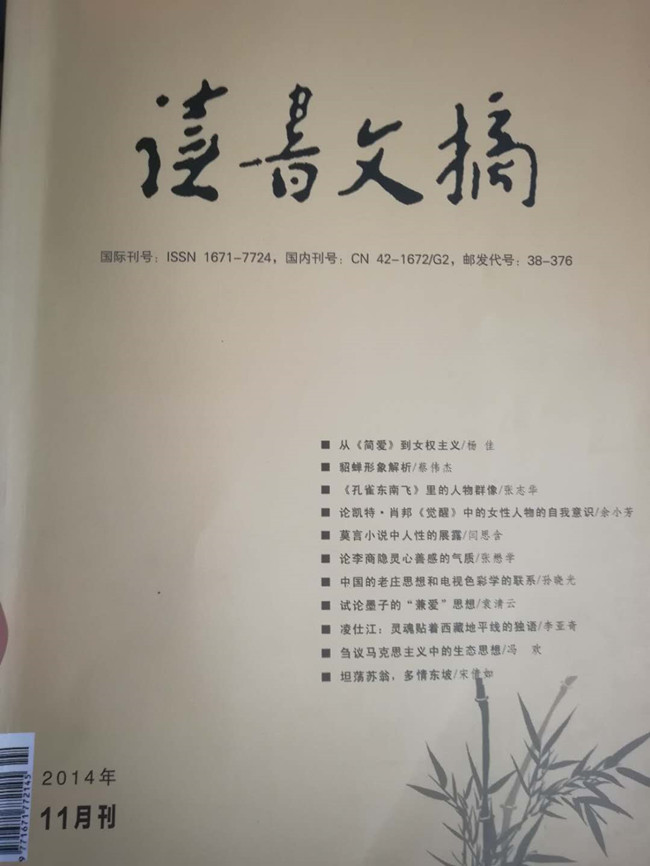 读书文摘
国际刊号：ISSN 1671-7724，国内刊号：CN 42-1672/G2，邮发代号：38-376
■ 从《简爱》到女权主义/杨 佳
■ 貂蝉形象解析/蔡伟杰
■ 《孔雀东南飞》里的人物群像/张志华
■ 论凯特·肖邦《觉醒》中的女性人物的自我意识/余小芳
■ 莫言小说中人性的展露/闫思含
■ 论李商隐灵心善感的气质/张懋学
■ 中国的老庄思想和电视色彩学的联系/孙晓光
■ 试论墨子的“兼爱”思想/袁清云
■ 凌仕江：灵魂贴着西藏地平线的独语/李亚奇
■ 刍议马克思主义中的生态思想/冯 欢
■ 坦荡苏翁，多情东坡/宋倩如
2014年
11月刊
9 771671 772145